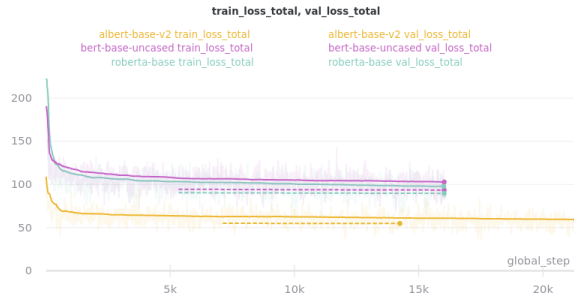 train_loss_total, val_loss_total
albert-base-v2 train_loss_total albert-base-v2 val_loss_total
bert-base-uncased train_loss_total bert-base-uncased val_loss_total
roberta-base train_loss_total roberta-base val_loss_total
200
150
100
50
0
global_step
5k 10k 15k 20k